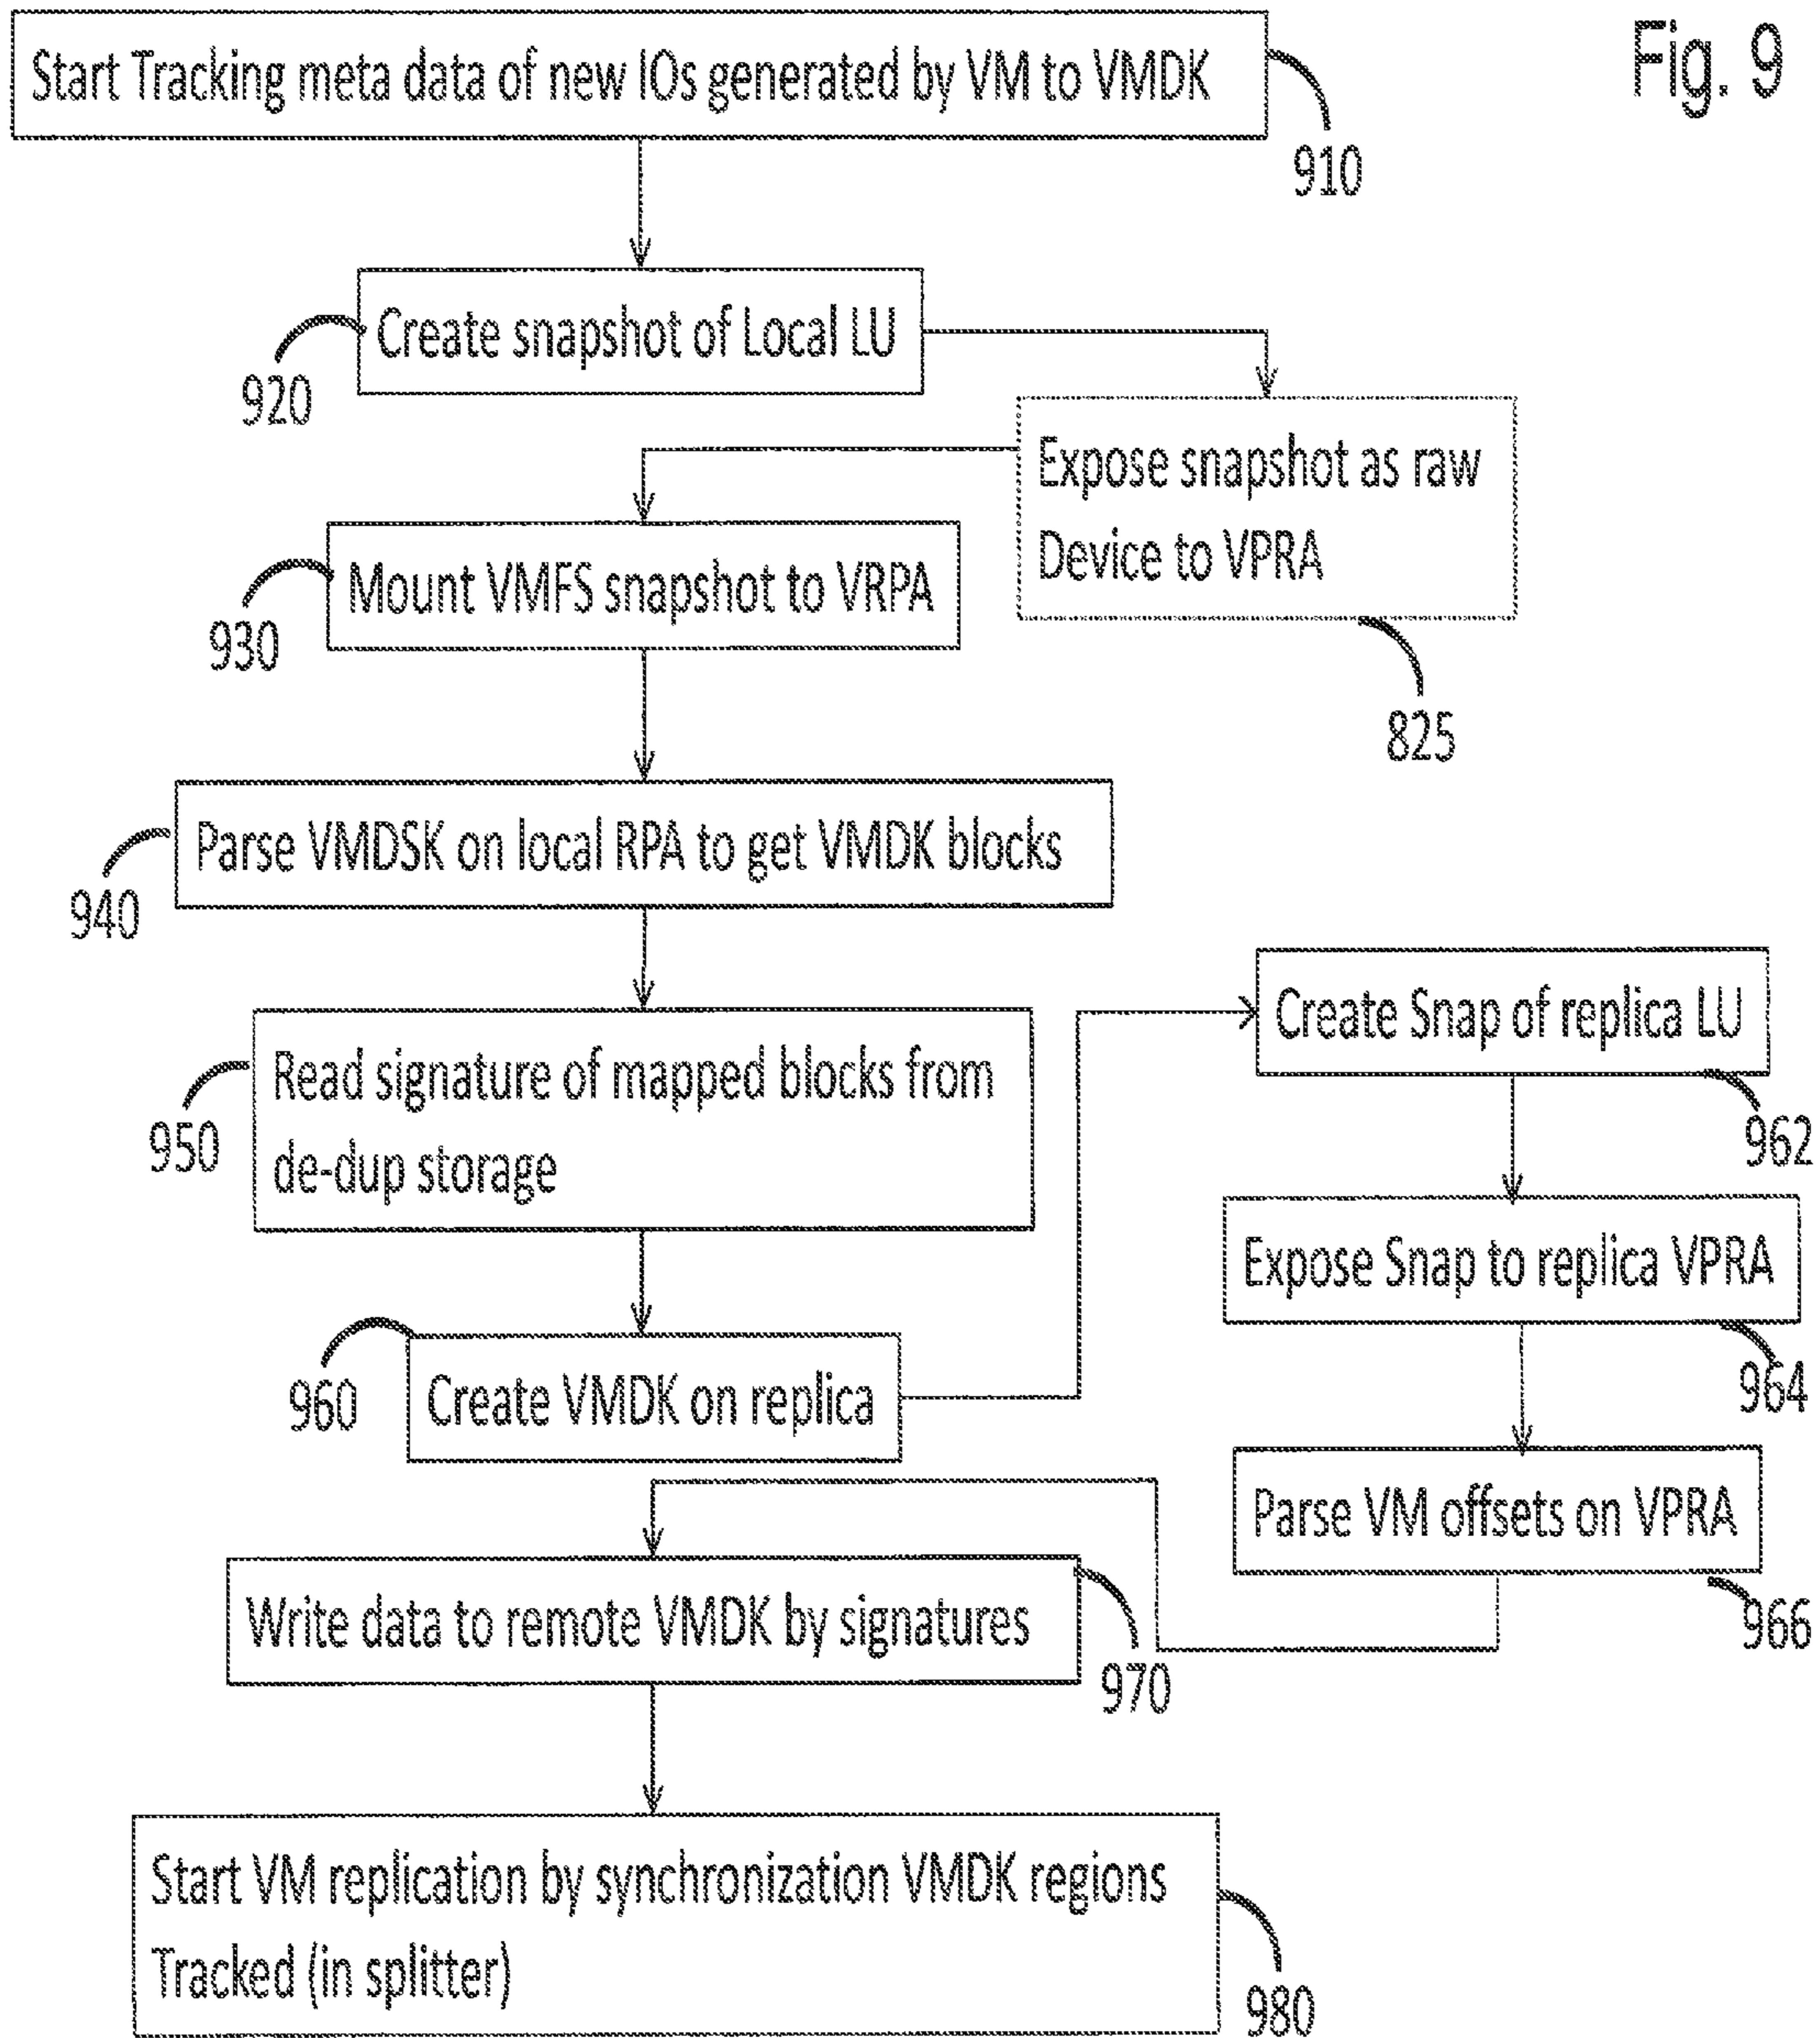 Fig. 9
Start Tracking meta data of new IOs generated by VM to VMDK
910
Create snapshot of Local LU
920
Expose snapshot as raw
Device to VPRA
825
Mount VMFS snapshot to VRPA
930
Parse VMDSK on local RPA to get VMDK blocks
940
Read signature of mapped blocks from
de-dup storage
950
Create VMDK on replica
960
Create Snap of replica LU
962
Expose Snap to replica VPRA
964
Parse VM offsets on VPRA
966
Write data to remote VMDK by signatures
970
Start VM replication by synchronization VMDK regions
Tracked (in splitter)
980